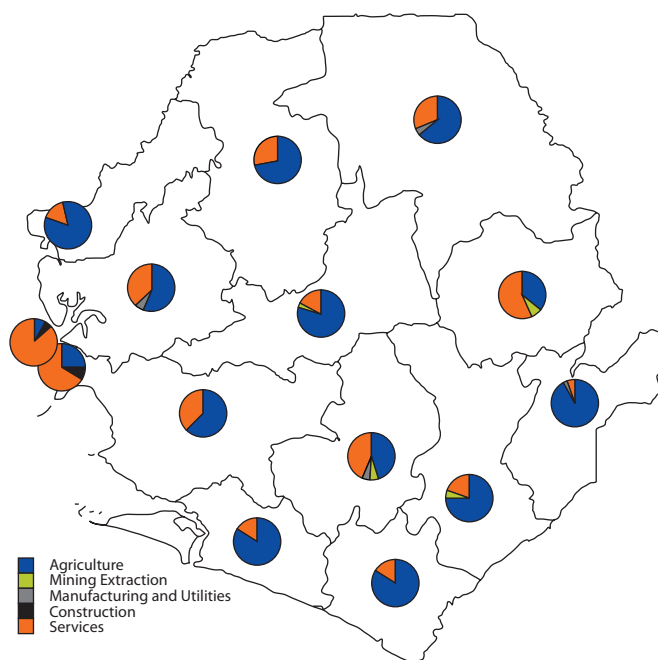 Agriculture
Mining Extraction
Manufacturing and Utilities
Construction
Services